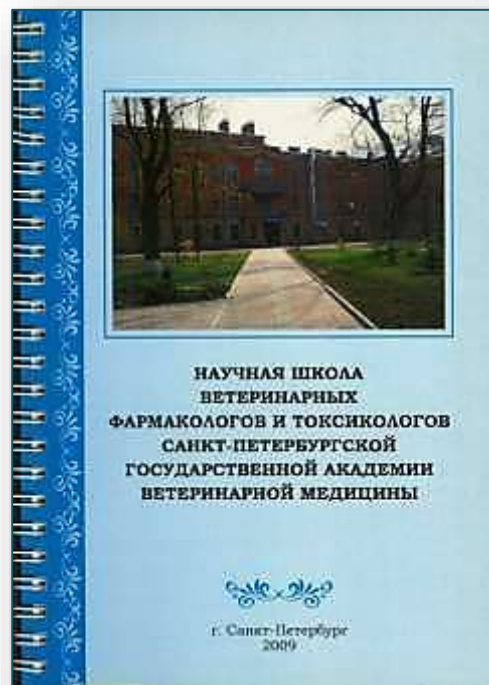 НАУЧНАЯ ШКОЛА
ВЕТЕРИНАРНЫХ
ФАРМАКОЛОГОВ И ТОКСИКОЛОГОВ
САНКТ-ПЕТЕРБУРГСКОЙ
ГОСУДАРСТВЕННОЙ АКАДЕМИИ
ВЕТЕРИНАРНОЙ МЕДИЦИНЫ
г. Санкт-Петербург
2009